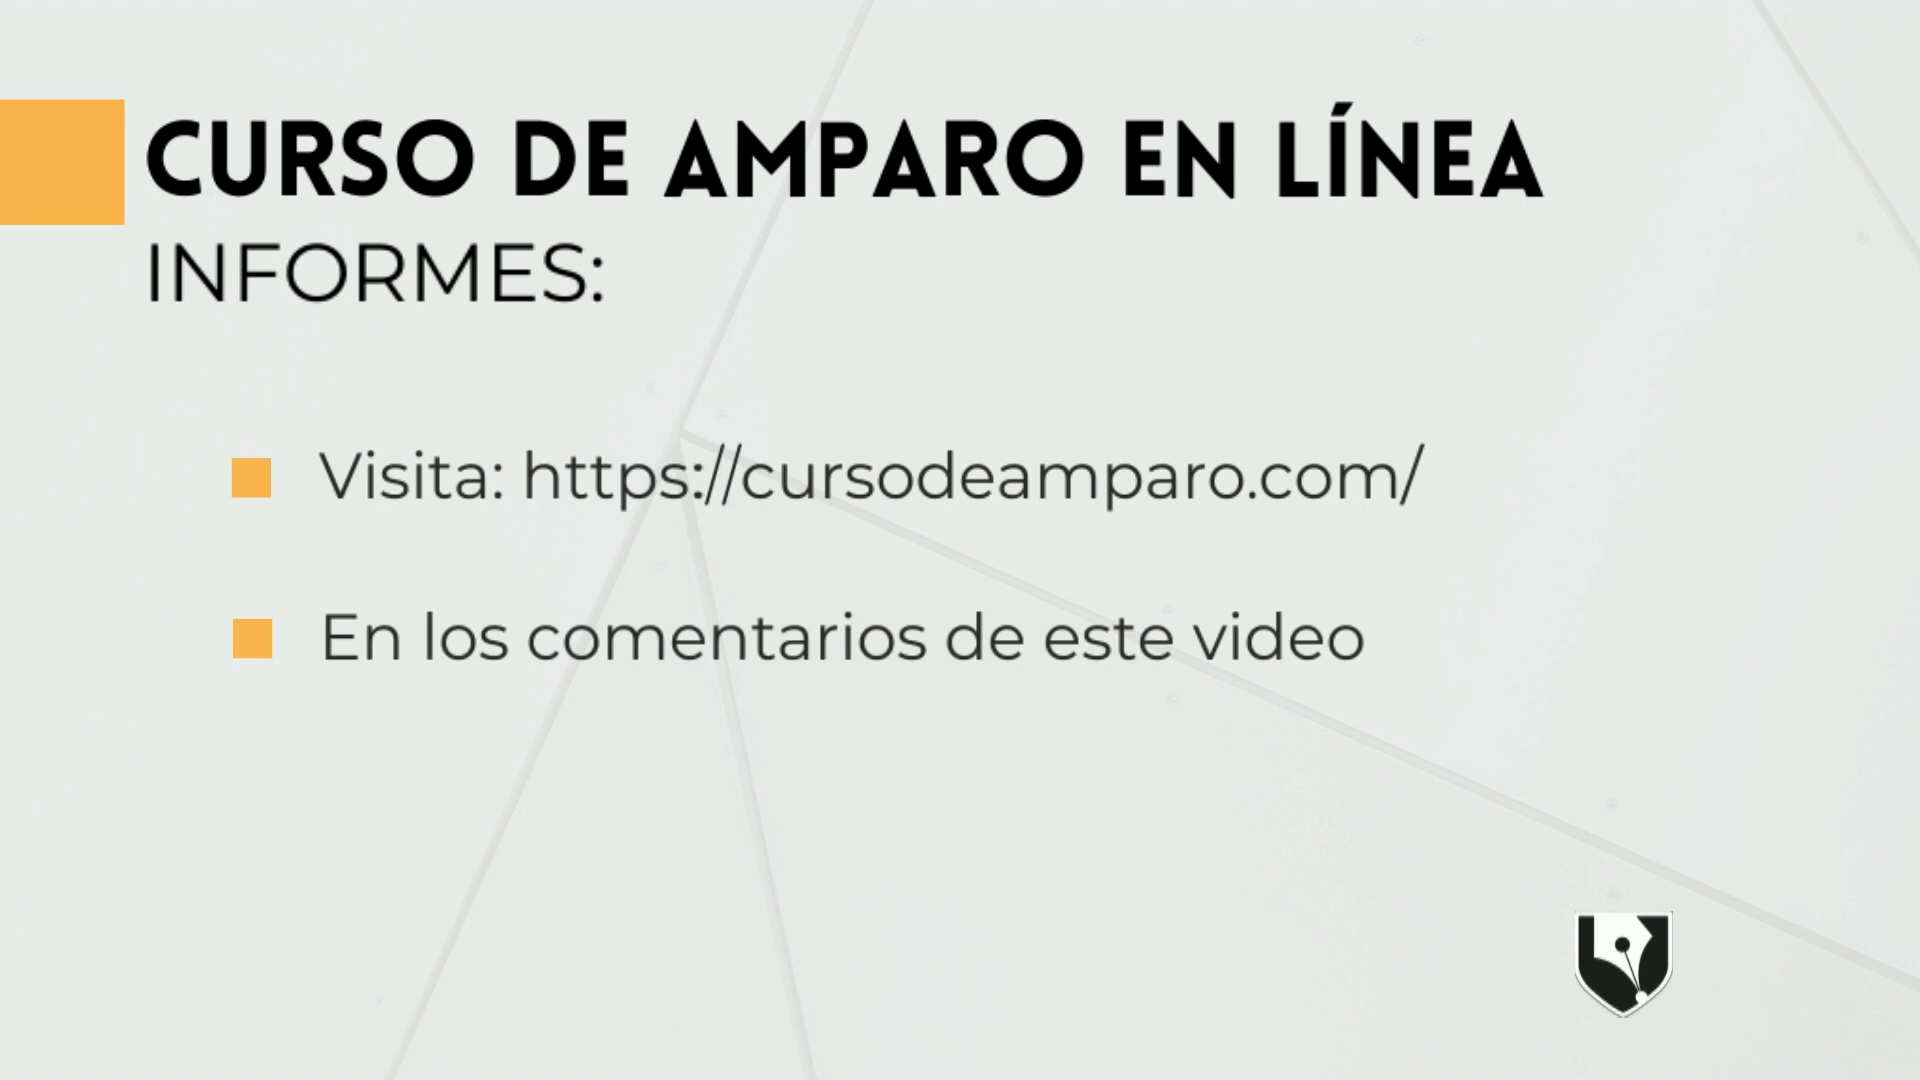 CURSO DE AMPARO EN LÍNEA
INFORMES:
Visita: https://cursodeamparo.com/
En los comentarios de este video